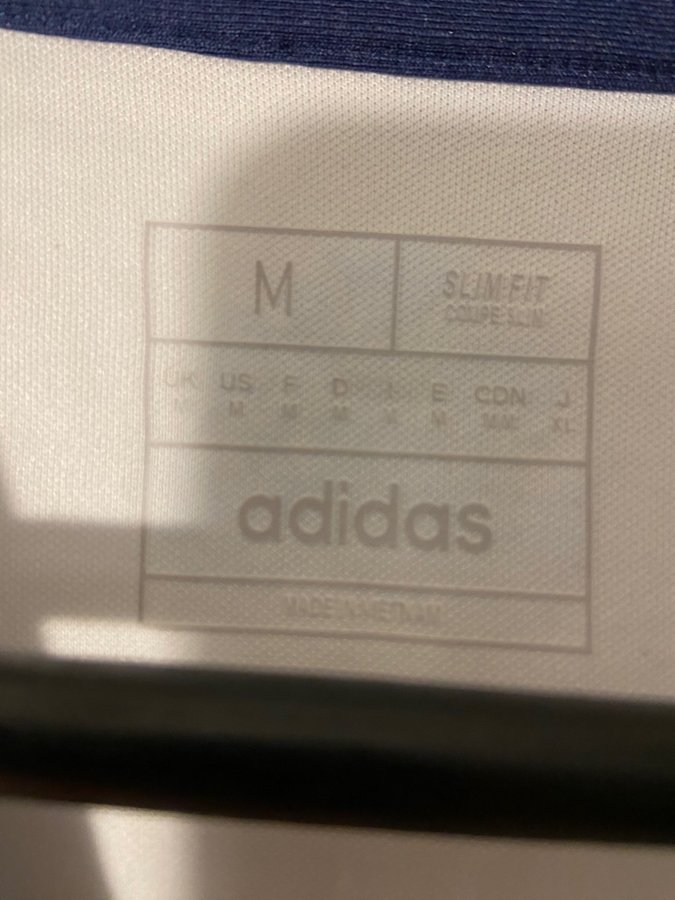 M
SLIM FIT
COUPE SLIM
UK US F D I E CDN J
M M M M M M M/M XL
adidas
MADE IN VIETNAM